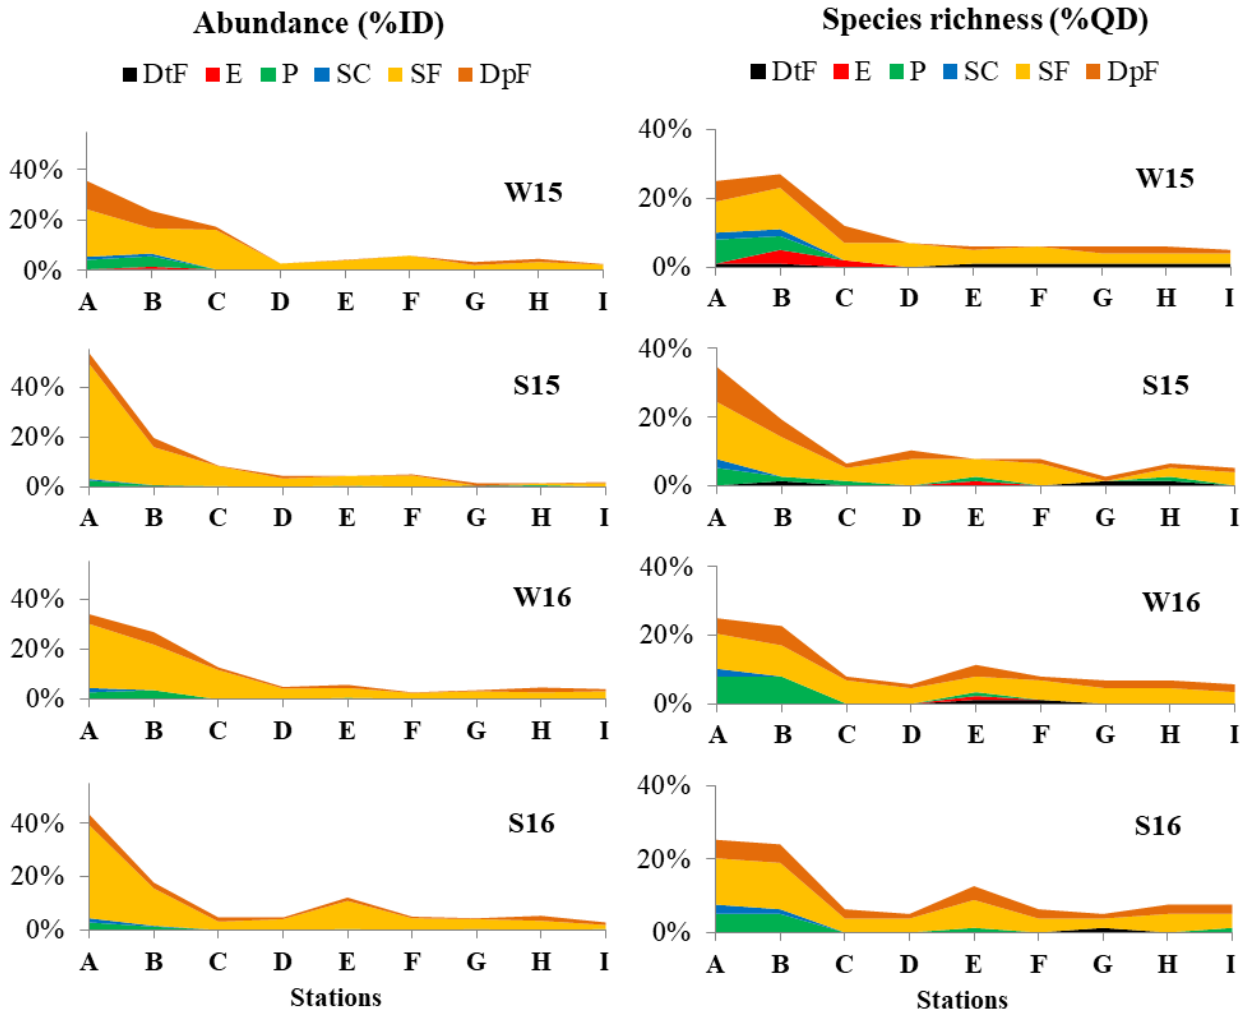 Abundance (%ID)
DtF E P SC SF DpF
40%
20%
0%
W15
A B C D E F G H I
40%
20%
0%
S15
A B C D E F G H I
40%
20%
0%
W16
A B C D E F G H I
40%
20%
0%
S16
A B C D E F G H I
Stations
Species richness (%QD)
DtF E P SC SF DpF
40%
20%
0%
W15
A B C D E F G H I
40%
20%
0%
S15
A B C D E F G H I
40%
20%
0%
W16
A B C D E F G H I
40%
20%
0%
S16
A B C D E F G H I
Stations